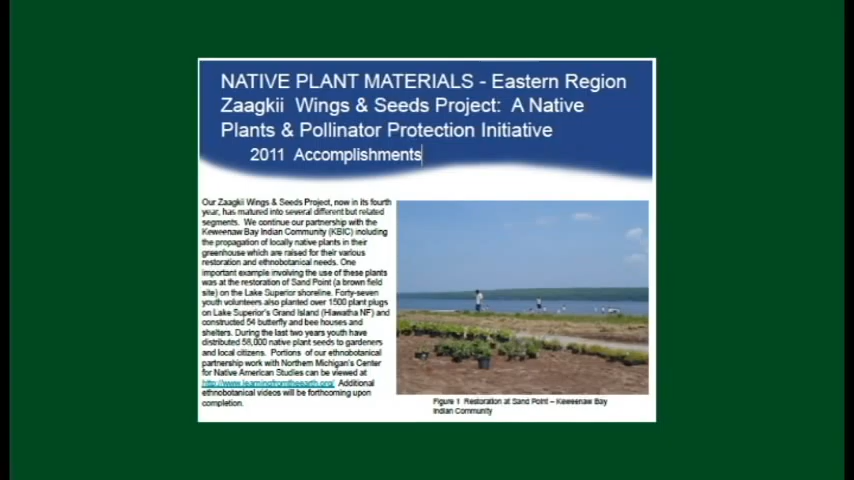 NATIVE PLANT MATERIALS - Eastern Region
Zaagkii Wings & Seeds Project: A Native
Plants & Pollinator Protection Initiative
2011 Accomplishments
Our Zaagkii Wings & Seeds Project, now in its fourth
year, has matured into several different but related
segments. We continue our partnership with the
Keweenaw Bay Indian Community (KBIC) including
the propagation of locally native plants in their
greenhouse which are raised for their various
restoration and ethnobotanical needs. One
important example involving the use of these plants
was at the restoration of Sand Point (a brown field
site) on the Lake Superior shoreline. Forty-seven
youth volunteers also planted over 1500 plant plugs
on Lake Superior's Grand Island (Hiawatha NF) and
constructed 54 butterfly and bee houses and
shelters. During the last two years youth have
distributed 58,000 native plant seeds to gardeners
and local citizens. Portions of our ethnobotanical
partnership work with Northern Michigan's Center
for Native American Studies can be viewed at
http://www.learningfromtheearth.org/ Additional
ethnobotanical videos will be forthcoming upon
completion.
Figure 1 Restoration at Sand Point – Keweenaw Bay
Indian Community